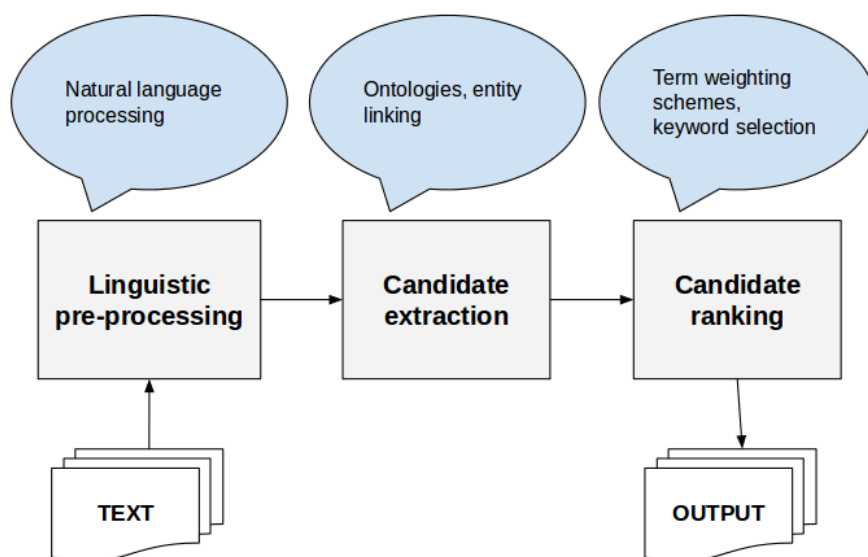 Natural language
processing
Ontologies, entity
linking
Term weighting
schemes,
keyword selection
Linguistic
pre-processing
Candidate
extraction
Candidate
ranking
TEXT
OUTPUT